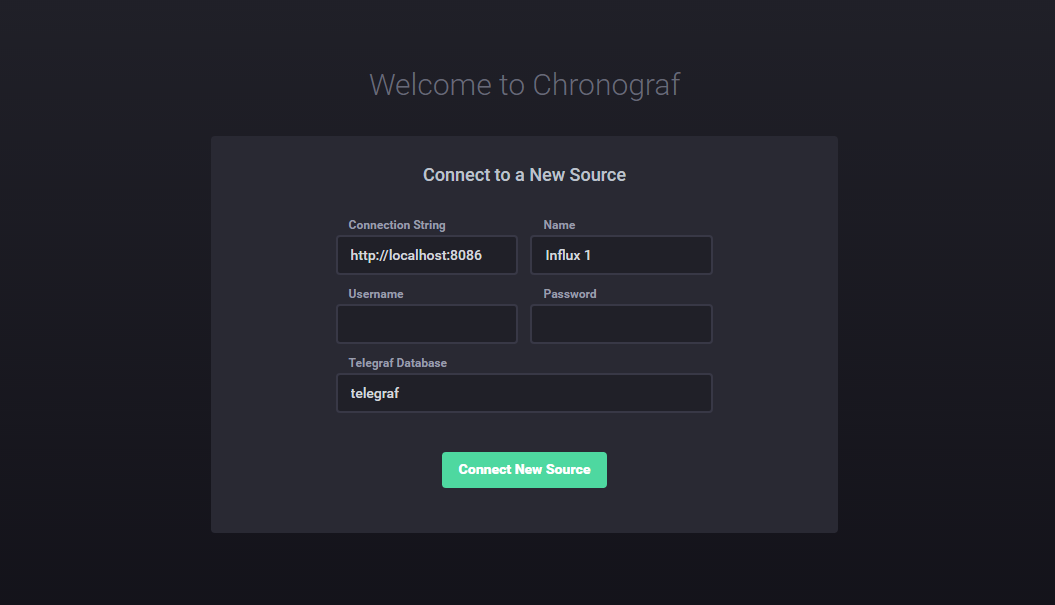 Welcome to Chronograf
Connect to a New Source
Connection String
Name
http://localhost:8086
Influx 1
Username
Password
Telegraf Database
telegraf
Connect New Source